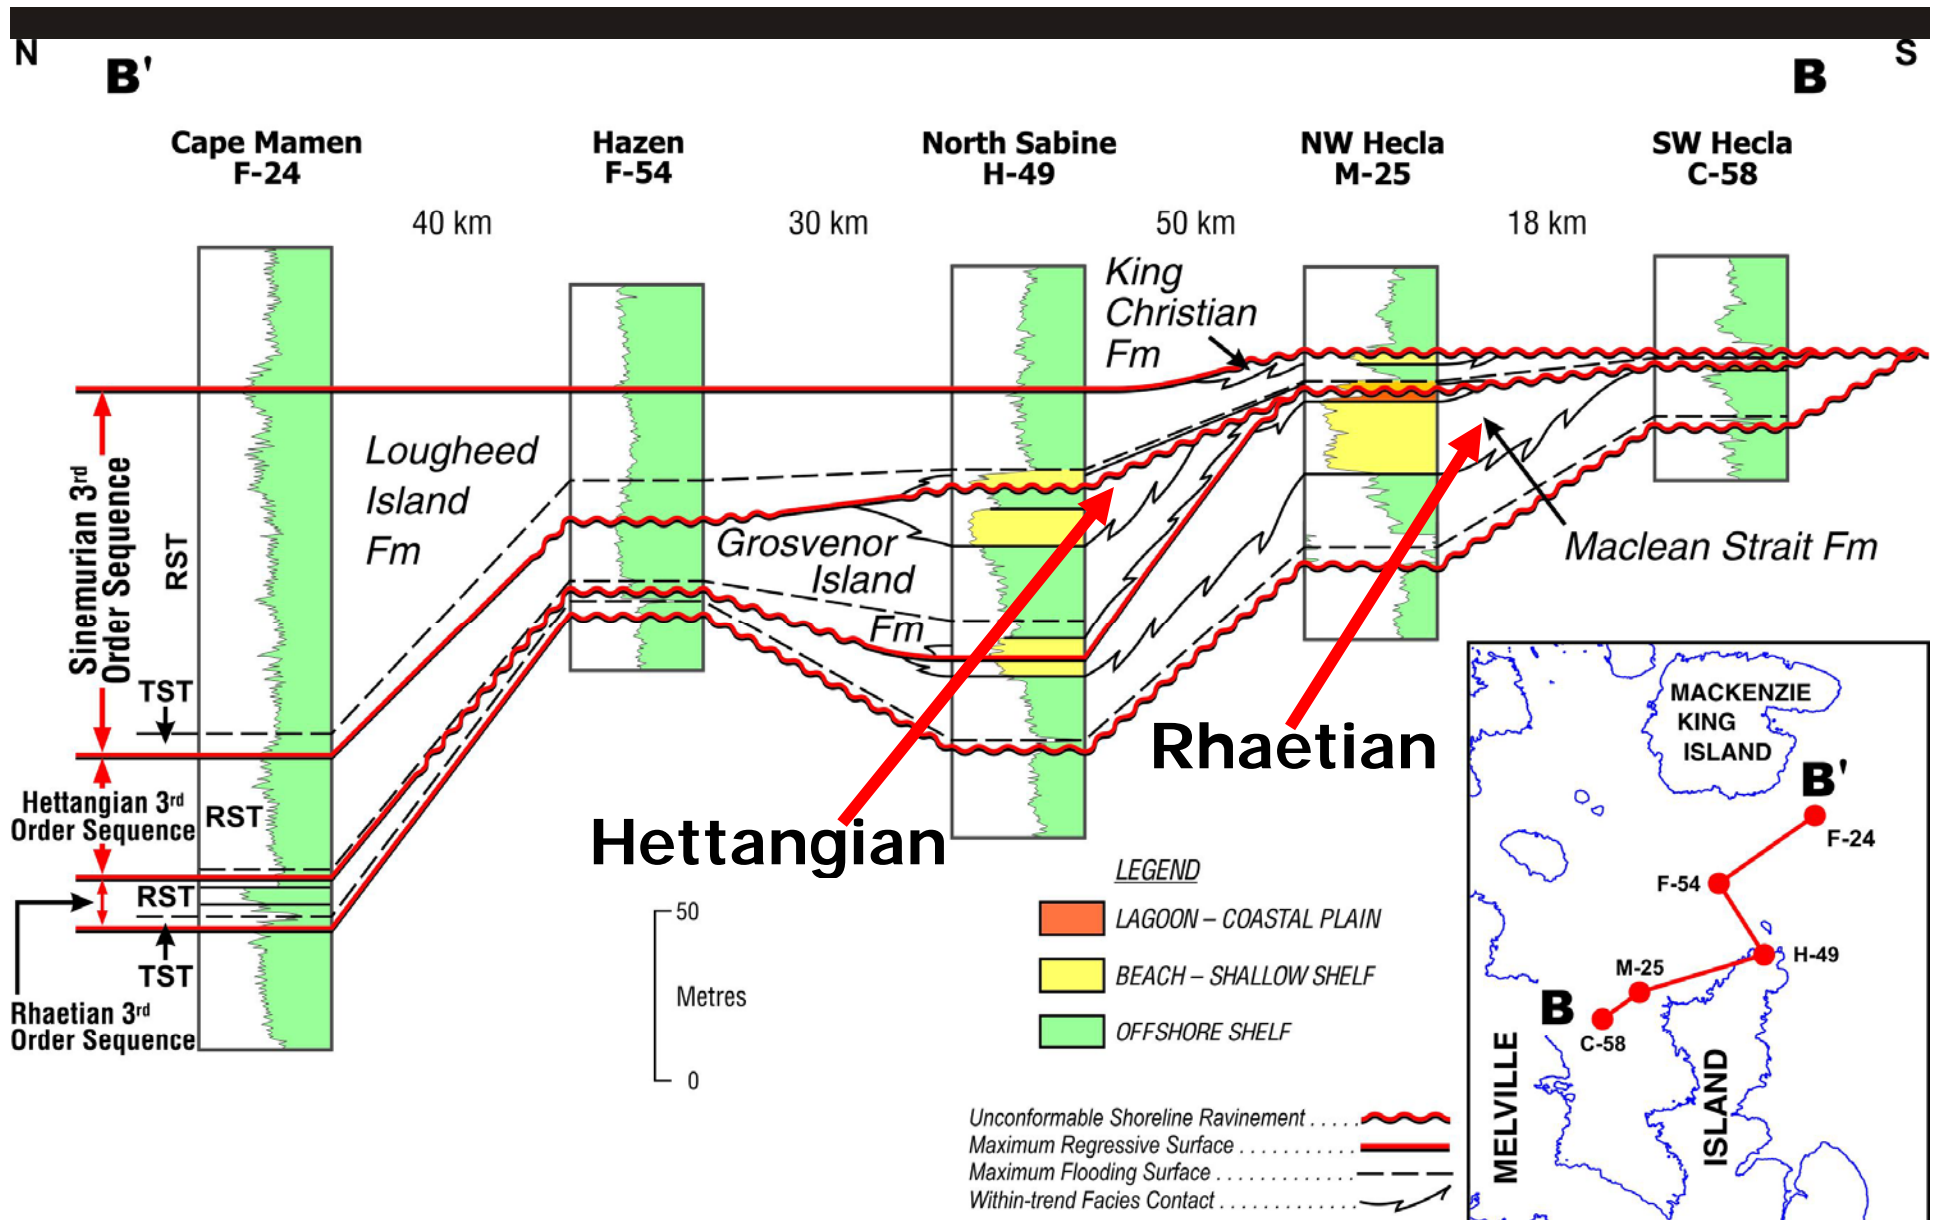 N
S
B'
B
Cape Mamen
F-24
Hazen
F-54
North Sabine
H-49
NW Hecla
M-25
SW Hecla
C-58
40 km
30 km
50 km
18 km
King
Christian
Fm
Lougheed
Island
Fm
Grosvenor
Island
Fm
Maclean Strait Fm
Sinemurian 3rd
Order Sequence
RST
TST
Hettangian 3rd
Order Sequence
RST
RST
TST
Rhaetian 3rd
Order Sequence
Hettangian
Rhaetian
50
Metres
0
LEGEND
LAGOON – COASTAL PLAIN
BEACH – SHALLOW SHELF
OFFSHORE SHELF
Unconformable Shoreline Ravinement . . . . .
Maximum Regressive Surface . . . . . . . . . . .
Maximum Flooding Surface . . . . . . . . . . . . .
Within-trend Facies Contact . . . . . . . . . . . . .
MACKENZIE
KING
ISLAND
B'
F-24
F-54
H-49
M-25
B
C-58
MELVILLE
ISLAND